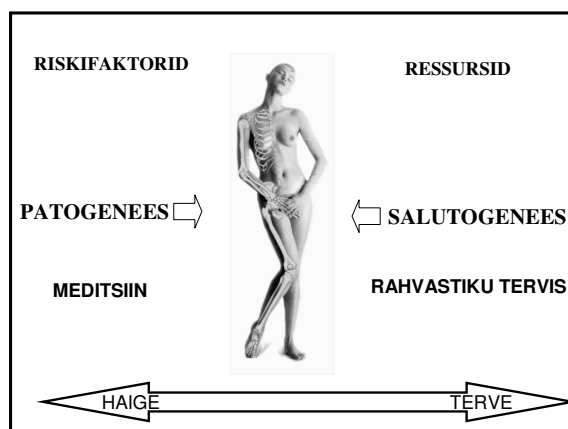 RISKIFAKTORID
RESSURSID
PATOGENEES
SALUTOGENEES
MEDITSIIN
RAHVASTIKU TERVIS
HAIGE
TERVE